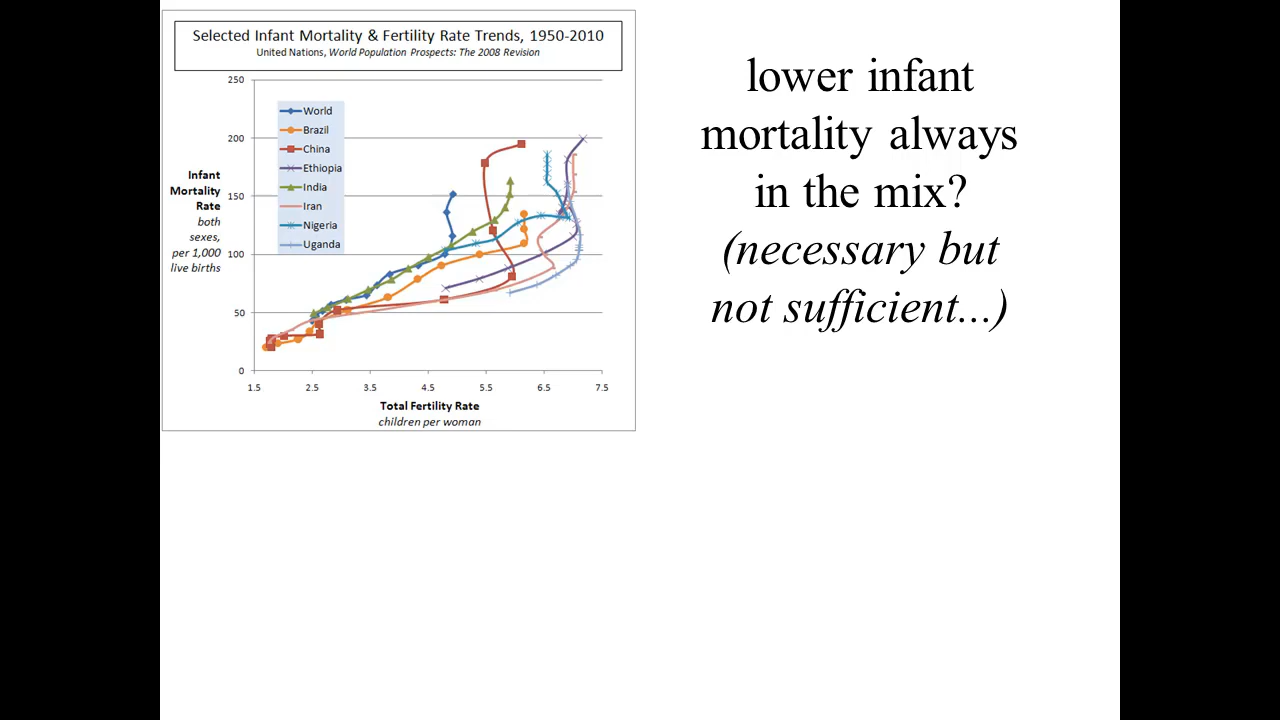 Selected Infant Mortality & Fertility Rate Trends, 1950-2010
United Nations, World Population Prospects: The 2008 Revision
250
200
150
100
50
0
World
Brazil
China
Ethiopia
India
Iran
Nigeria
Uganda
Infant
Mortality
Rate
both
sexes,
per 1,000
live births
1.5 2.5 3.5 4.5 5.5 6.5 7.5
Total Fertility Rate
children per woman
lower infant
mortality always
in the mix?
(necessary but
not sufficient...)